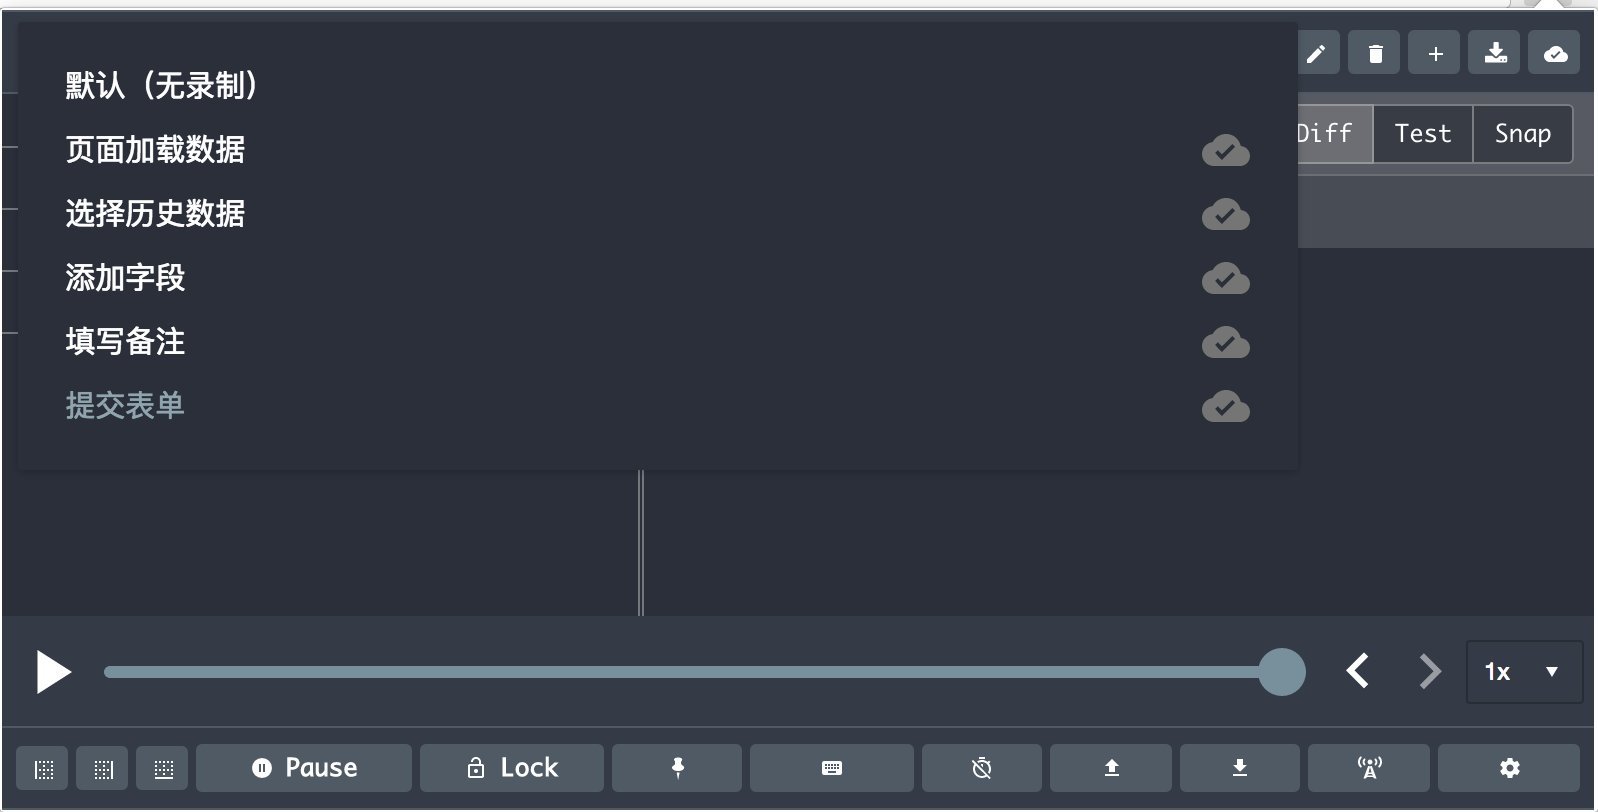 默认（无录制）
页面加载数据
选择历史数据
添加字段
填写备注
提交表单
Diff Test Snap
1x
Pause Lock